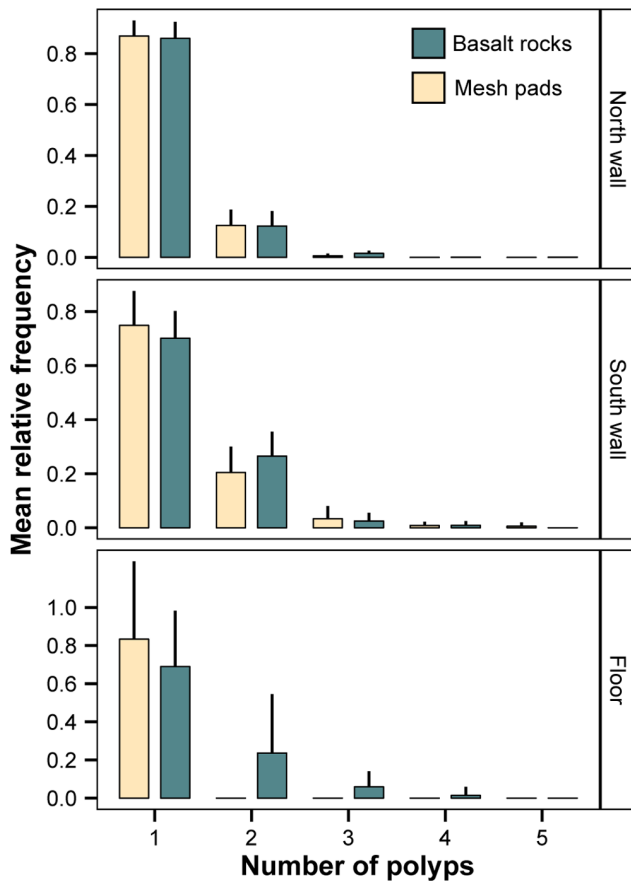 Mean relative frequency
0.8
0.6
0.4
0.2
0.0
Basalt rocks
Mesh pads
North wall
0.8
0.6
0.4
0.2
0.0
South wall
1.0
0.8
0.6
0.4
0.2
0.0
Floor
1 2 3 4 5
Number of polyps